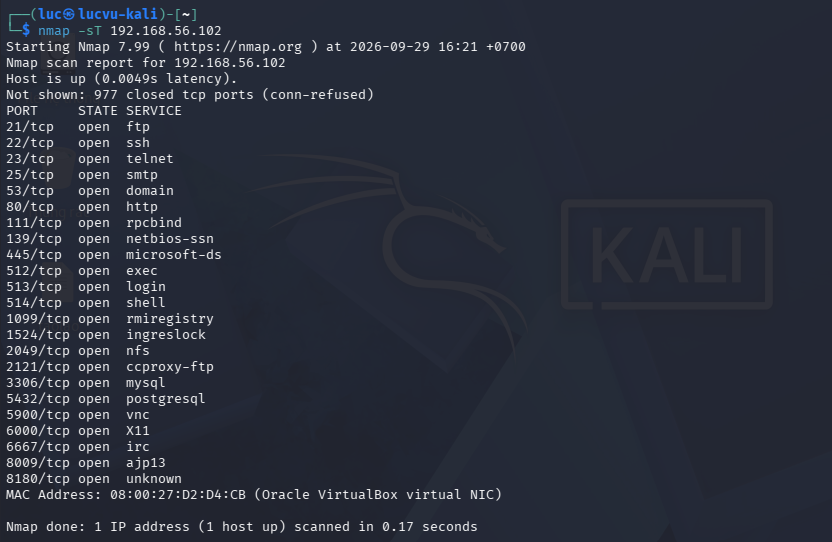 ┌──(luc㉿lucvu-kali)-[~]
└─$ nmap -sT 192.168.56.102
Starting Nmap 7.99 ( https://nmap.org ) at 2026-09-29 16:21 +0700
Nmap scan report for 192.168.56.102
Host is up (0.0049s latency).
Not shown: 977 closed tcp ports (conn-refused)
PORT     STATE SERVICE
21/tcp   open  ftp
22/tcp   open  ssh
23/tcp   open  telnet
25/tcp   open  smtp
53/tcp   open  domain
80/tcp   open  http
111/tcp  open  rpcbind
139/tcp  open  netbios-ssn
445/tcp  open  microsoft-ds
512/tcp  open  exec
513/tcp  open  login
514/tcp  open  shell
1099/tcp open  rmiregistry
1524/tcp open  ingreslock
2049/tcp open  nfs
2121/tcp open  ccproxy-ftp
3306/tcp open  mysql
5432/tcp open  postgresql
5900/tcp open  vnc
6000/tcp open  X11
6667/tcp open  irc
8009/tcp open  ajp13
8180/tcp open  unknown
MAC Address: 08:00:27:D2:D4:CB (Oracle VirtualBox virtual NIC)
Nmap done: 1 IP address (1 host up) scanned in 0.17 seconds
KALI